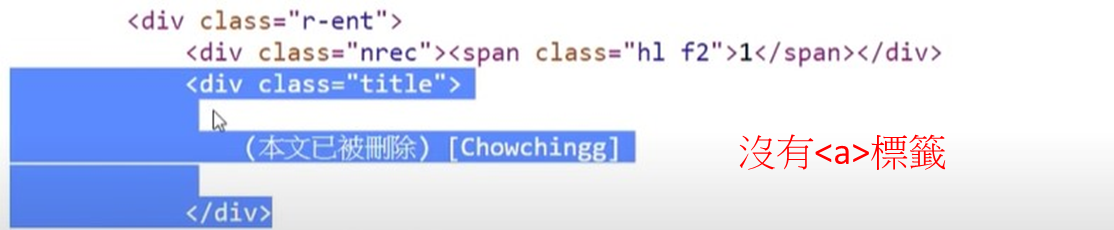 <div class="r-ent">
<div class="nrec"><span class="hl f2">1</span></div>
<div class="title">
(本文已被刪除) [Chowchingg]
沒有<a>標籤
</div>